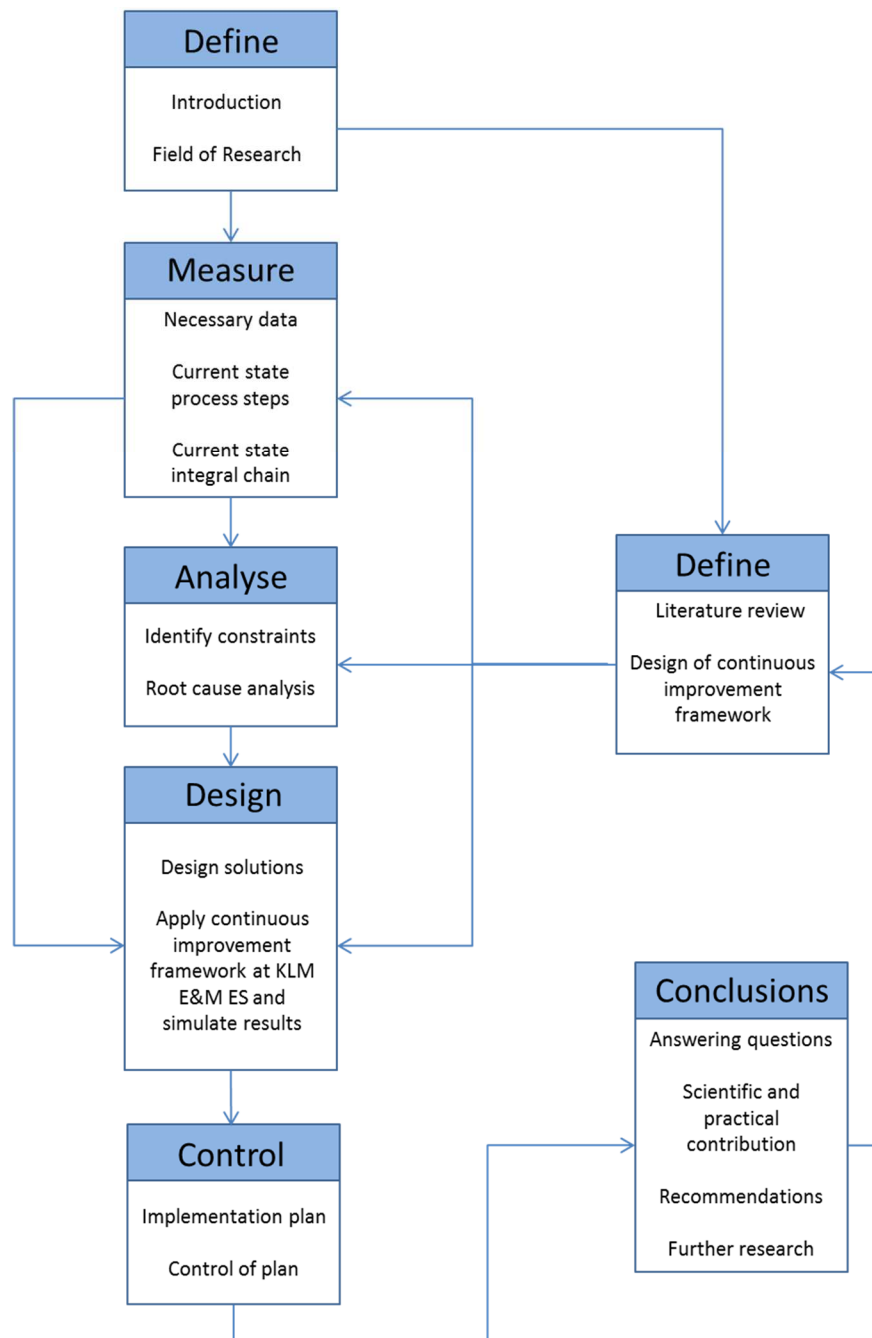 Define
Introduction
Field of Research
Measure
Necessary data
Current state
process steps
Current state
integral chain
Analyse
Identify constraints
Root cause analysis
Define
Literature review
Design of continuous
improvement
framework
Design
Design solutions
Apply continuous
improvement
framework at KLM
E&M ES and
simulate results
Control
Implementation plan
Control of plan
Conclusions
Answering questions
Scientific and
practical
contribution
Recommendations
Further research